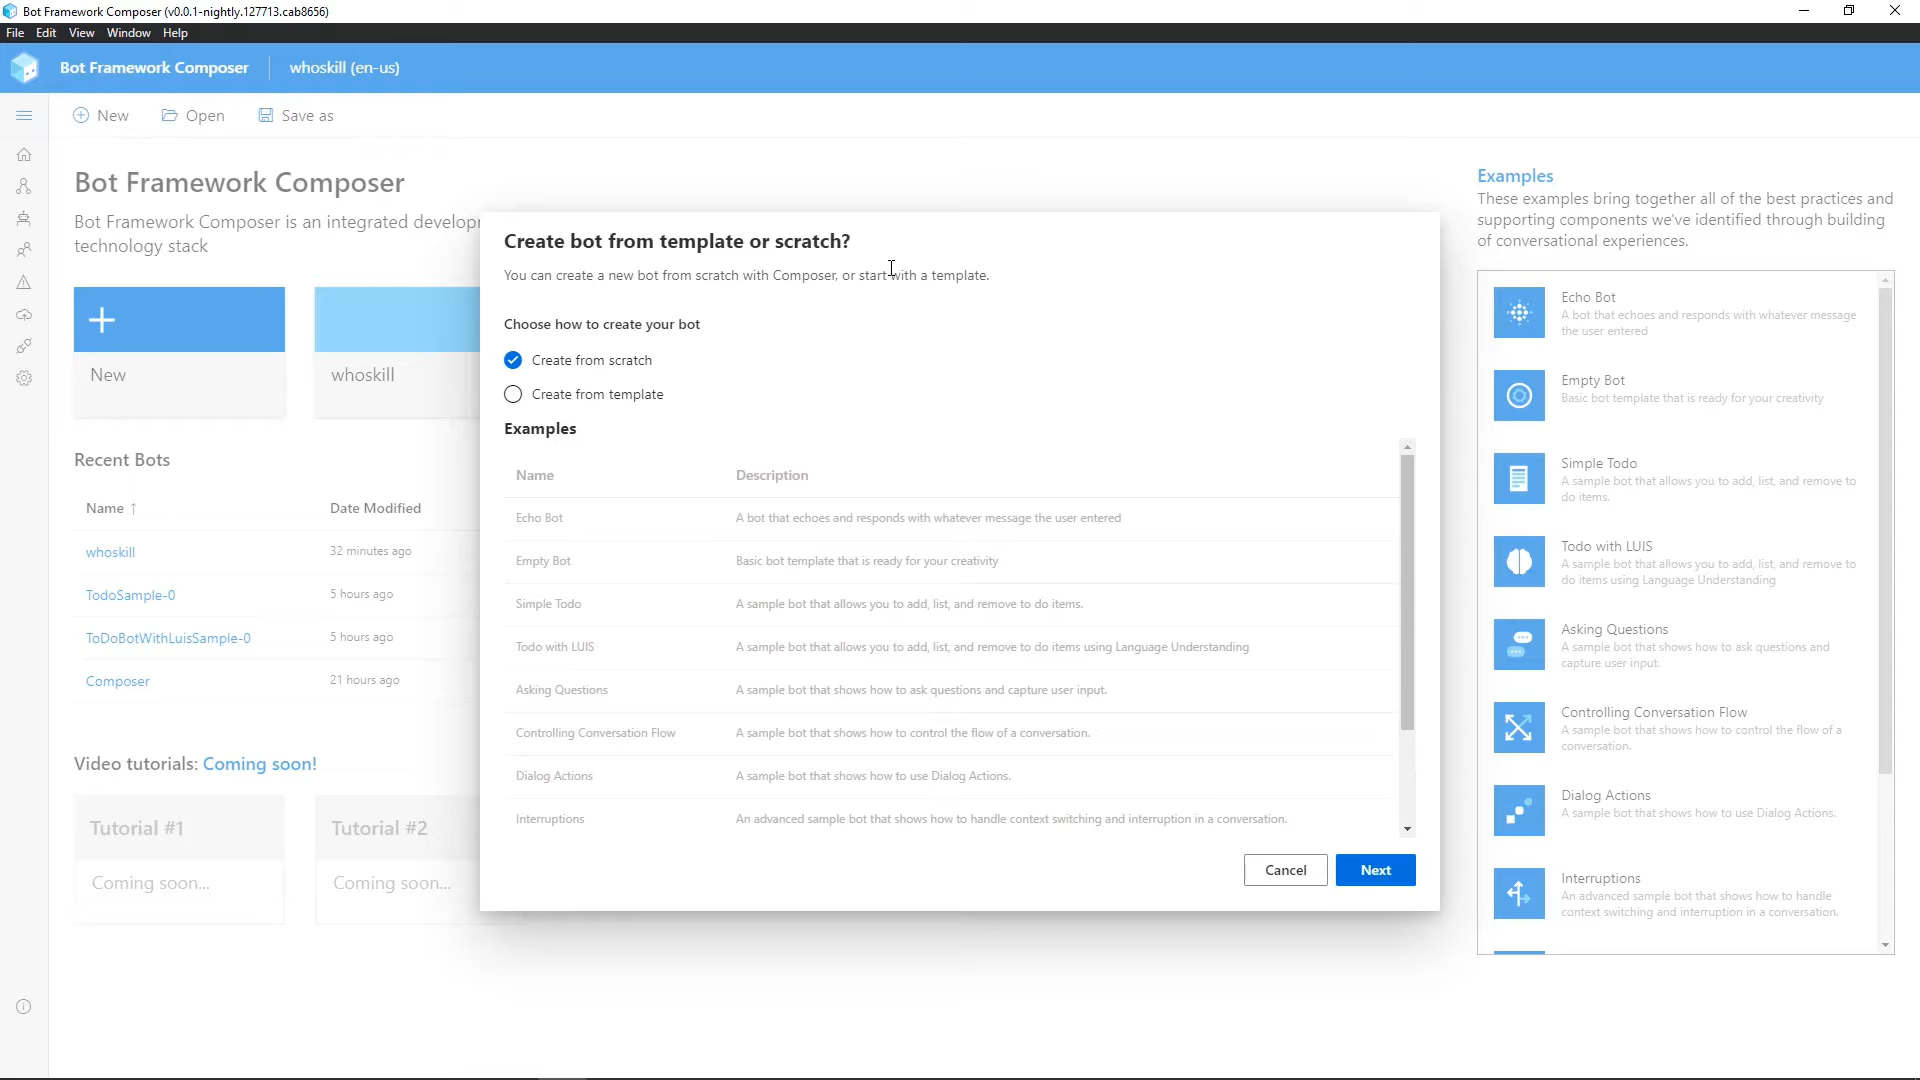 Bot Framework Composer (v0.0.1-nightly.127713.cab8656)
File Edit View Window Help
Bot Framework Composer whoskill (en-us)
New Open Save as
Bot Framework Composer
Bot Framework Composer is an integrated develop
technology stack
New
whoskill
Recent Bots
Name ↑ Date Modified
whoskill 32 minutes ago
TodoSample-0 5 hours ago
ToDoBotWithLuisSample-0 5 hours ago
Composer 21 hours ago
Video tutorials: Coming soon!
Tutorial #1
Coming soon...
Tutorial #2
Coming soon...
Create bot from template or scratch?
You can create a new bot from scratch with Composer, or start with a template.
Choose how to create your bot
Create from scratch
Create from template
Examples
Name Description
Echo Bot A bot that echoes and responds with whatever message the user entered
Empty Bot Basic bot template that is ready for your creativity
Simple Todo A sample bot that allows you to add, list, and remove to do items.
Todo with LUIS A sample bot that allows you to add, list, and remove to do items using Language Understanding
Asking Questions A sample bot that shows how to ask questions and capture user input.
Controlling Conversation Flow A sample bot that shows how to control the flow of a conversation.
Dialog Actions A sample bot that shows how to use Dialog Actions.
Interruptions An advanced sample bot that shows how to handle context switching and interruption in a conversation.
Cancel Next
Examples
These examples bring together all of the best practices and
supporting components we've identified through building
of conversational experiences.
Echo Bot
A bot that echoes and responds with whatever message
the user entered
Empty Bot
Basic bot template that is ready for your creativity
Simple Todo
A sample bot that allows you to add, list, and remove to
do items.
Todo with LUIS
A sample bot that allows you to add, list, and remove to
do items using Language Understanding
Asking Questions
A sample bot that shows how to ask questions and
capture user input.
Controlling Conversation Flow
A sample bot that shows how to control the flow of a
conversation.
Dialog Actions
A sample bot that shows how to use Dialog Actions.
Interruptions
An advanced sample bot that shows how to handle
context switching and interruption in a conversation.